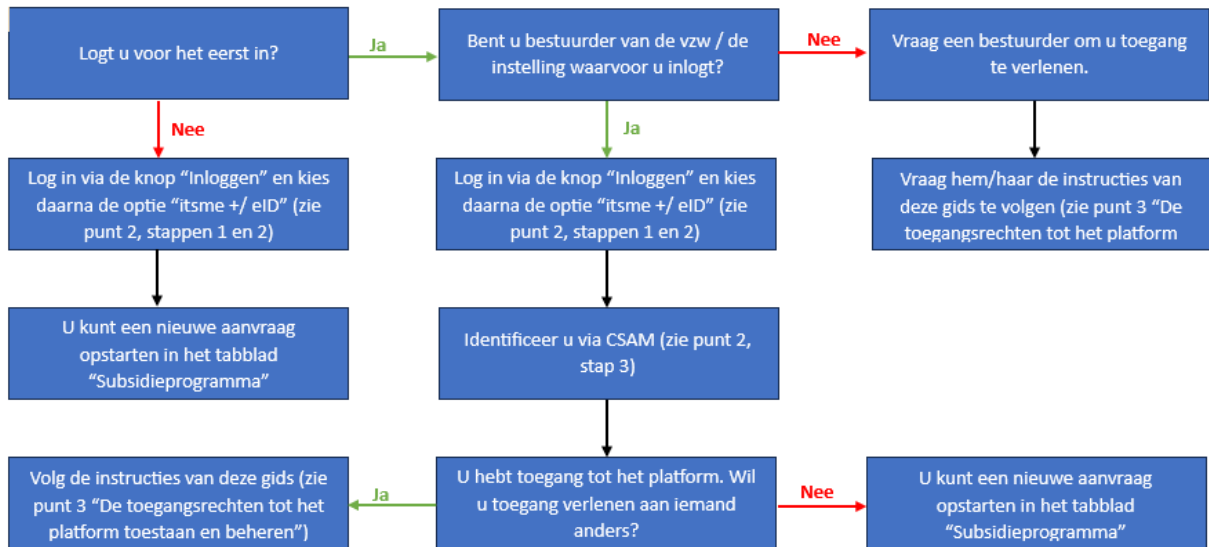 Logt u voor het eerst in?
Ja
Bent u bestuurder van de vzw / de
instelling waarvoor u inlogt?
Nee
Vraag een bestuurder om u toegang
te verlenen.
Nee
Ja
Log in via de knop “Inloggen” en kies
daarna de optie “itsme +/ eID” (zie
punt 2, stappen 1 en 2)
Log in via de knop “Inloggen” en kies
daarna de optie “itsme +/ eID” (zie
punt 2, stappen 1 en 2)
Vraag hem/haar de instructies van
deze gids te volgen (zie punt 3 “De
toegangsrechten tot het platform
U kunt een nieuwe aanvraag
opstarten in het tabblad
“Subsidieprogramma”
Identificeer u via CSAM (zie punt 2,
stap 3)
Volg de instructies van deze gids (zie
punt 3 “De toegangsrechten tot het
platform toestaan en beheren”)
Ja
U hebt toegang tot het platform. Wil
u toegang verlenen aan iemand
anders?
Nee
U kunt een nieuwe aanvraag
opstarten in het tabblad
“Subsidieprogramma”